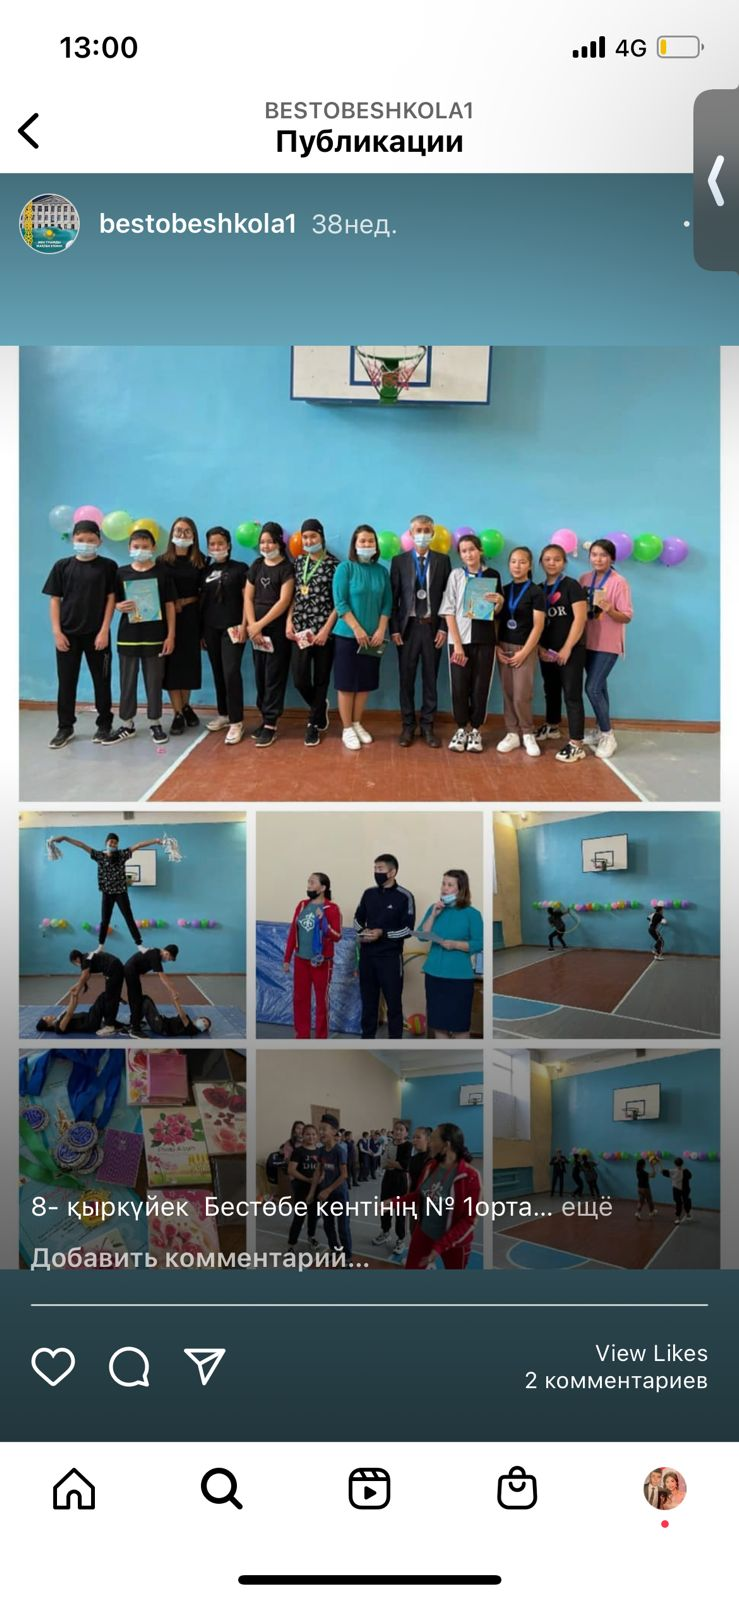 13:00
4G
BESTOBESHKOLA1
Публикации
bestobeshkola1 38нед.
8- қыркүйек Бестөбе кентінің № 1орта... ещё
Добавить комментарий...
View Likes
2 комментариев